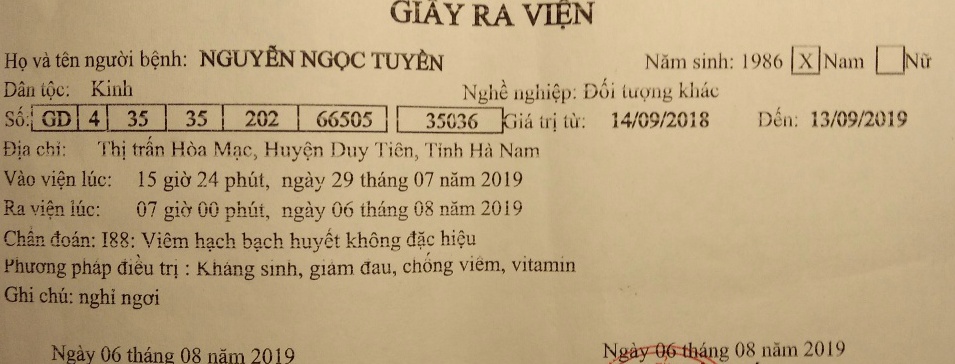 GIẤY RA VIỆN
Họ và tên người bệnh: NGUYỄN NGỌC TUYÊN Năm sinh: 1986 X Nam Nữ
Dân tộc: Kinh Nghề nghiệp: Đối tượng khác
Số: GD 4 35 35 202 66505 35036 Giá trị từ: 14/09/2018 Đến: 13/09/2019
Địa chỉ: Thị trấn Hòa Mạc, Huyện Duy Tiên, Tỉnh Hà Nam
Vào viện lúc: 15 giờ 24 phút, ngày 29 tháng 07 năm 2019
Ra viện lúc: 07 giờ 00 phút, ngày 06 tháng 08 năm 2019
Chẩn đoán: I88: Viêm hạch bạch huyết không đặc hiệu
Phương pháp điều trị : Kháng sinh, giảm đau, chống viêm, vitamin
Ghi chú: nghỉ ngơi
Ngày 06 tháng 08 năm 2019 Ngày 06 tháng 08 năm 2019